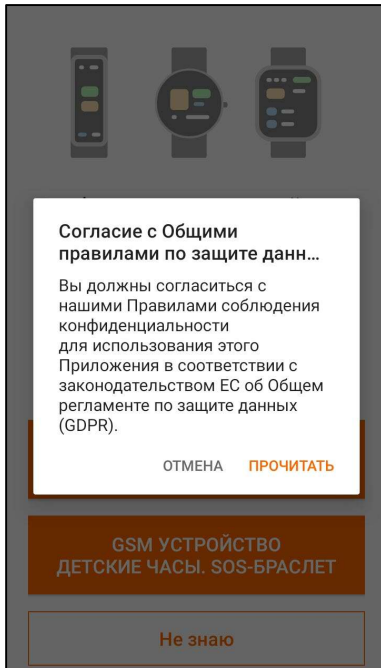 Согласие с Общими
правилами по защите данн...
Вы должны согласиться с
нашими Правилами соблюдения
конфиденциальности
для использования этого
Приложения в соответствии с
законодательством ЕС об Общем
регламенте по защите данных
(GDPR).
ОТМЕНА ПРОЧИТАТЬ
GSM УСТРОЙСТВО
ДЕТСКИЕ ЧАСЫ. SOS-БРАСЛЕТ
Не знаю